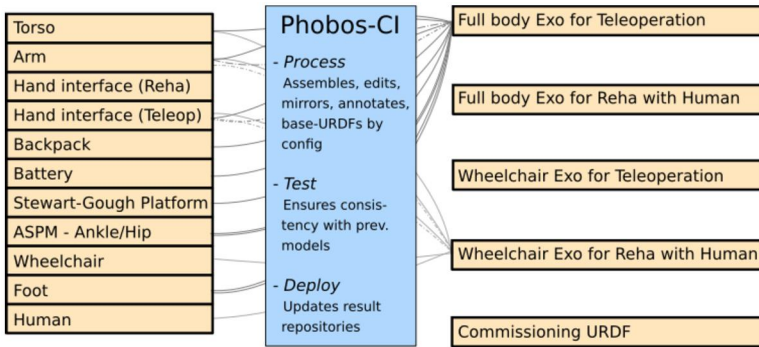 Torso
Arm
Hand interface (Reha)
Hand interface (Teleop)
Backpack
Battery
Stewart-Gough Platform
ASPM - Ankle/Hip
Wheelchair
Foot
Human
Phobos-CI
- Process
Assembles, edits,
mirrors, annotates,
base-URDFs by
config
- Test
Ensures consis-
tency with prev.
models
- Deploy
Updates result
repositories
Full body Exo for Teleoperation
Full body Exo for Reha with Human
Wheelchair Exo for Teleoperation
Wheelchair Exo for Reha with Human
Commissioning URDF